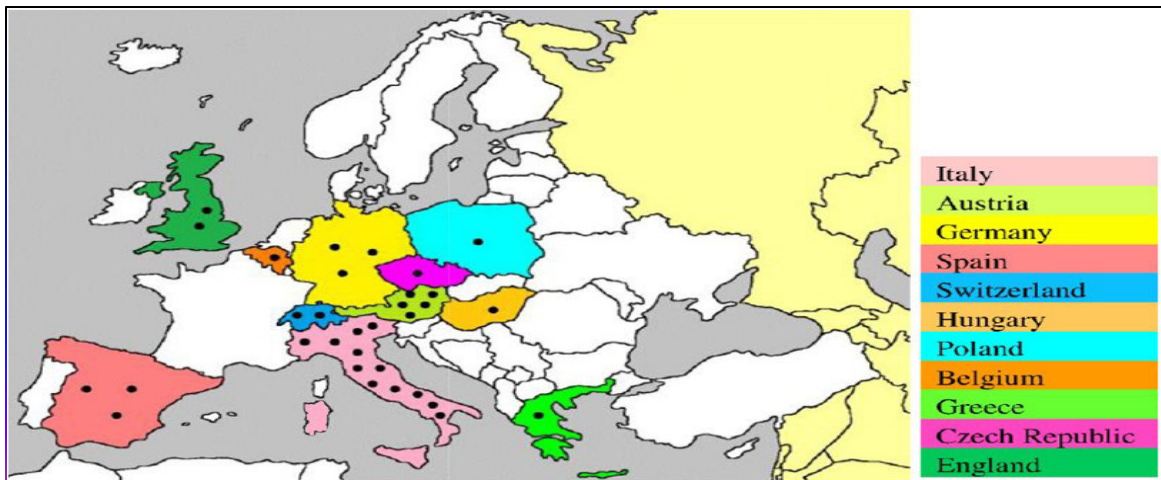 Italy
Austria
Germany
Spain
Switzerland
Hungary
Poland
Belgium
Greece
Czech Republic
England